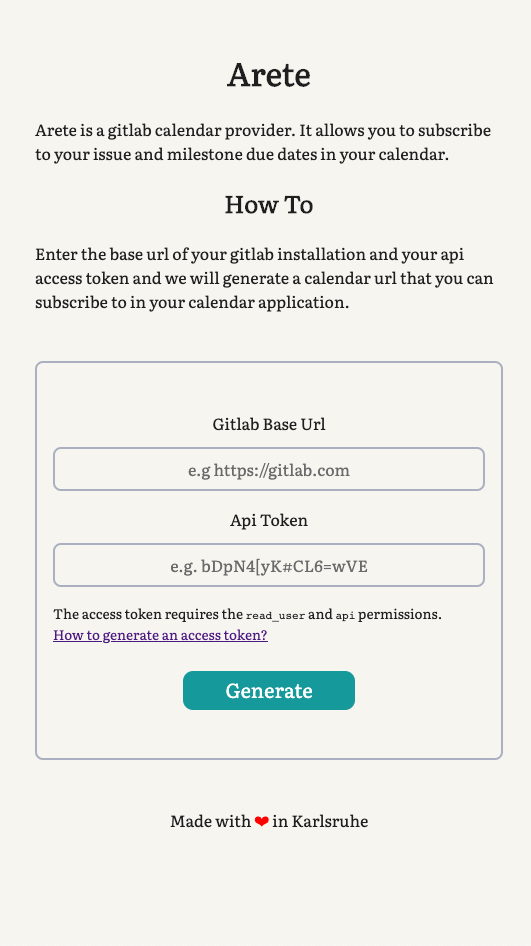 Arete
Arete is a gitlab calendar provider. It allows you to subscribe
to your issue and milestone due dates in your calendar.
How To
Enter the base url of your gitlab installation and your api
access token and we will generate a calendar url that you can
subscribe to in your calendar application.
Gitlab Base Url
e.g https://gitlab.com
Api Token
e.g. bDpN4[yK#CL6=wVE
The access token requires the read_user and api permissions.
How to generate an access token?
Generate
Made with ❤ in Karlsruhe